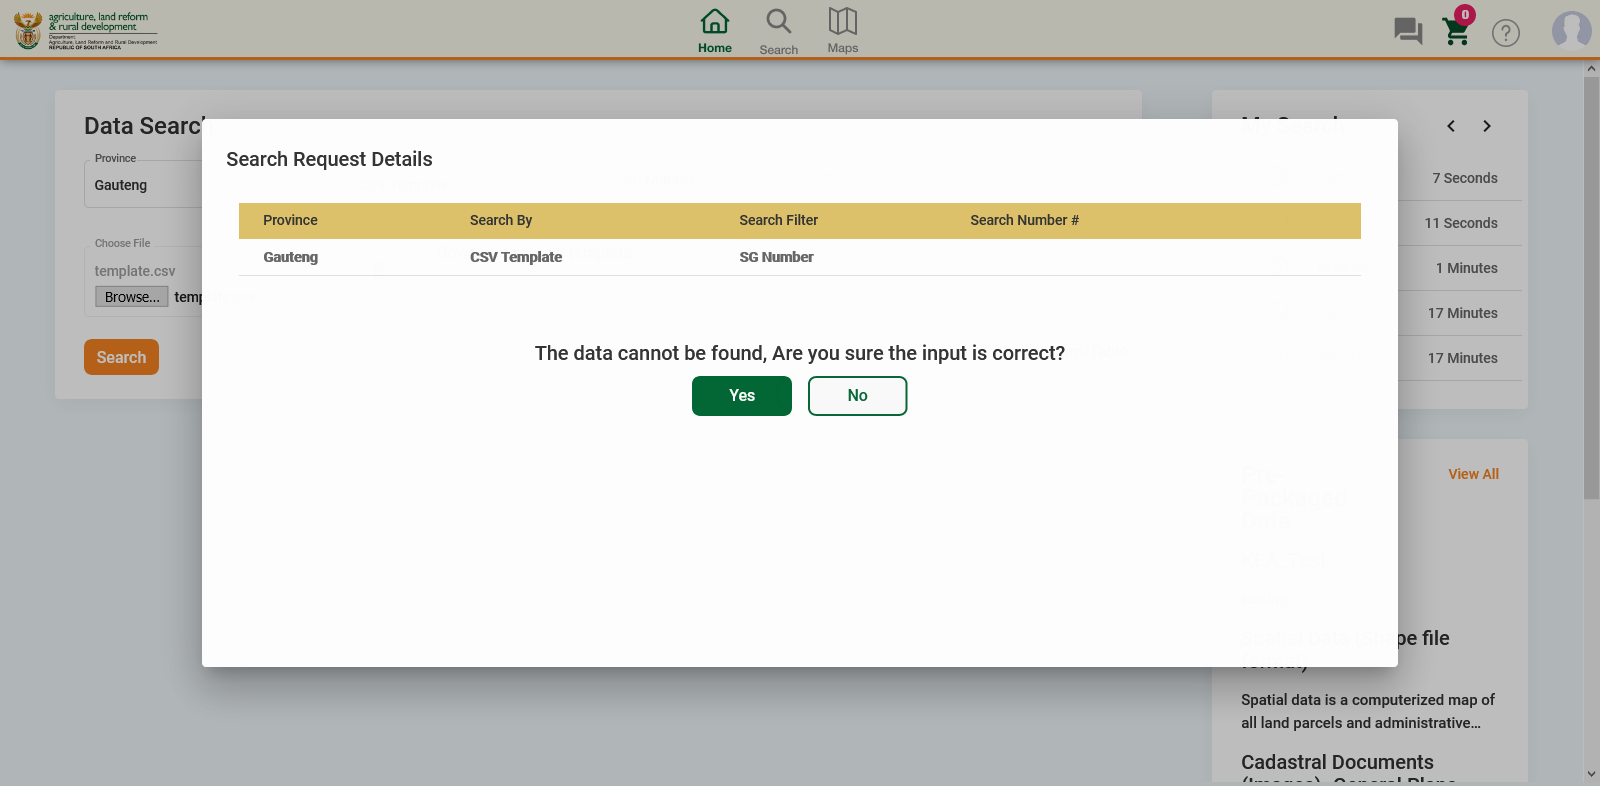 agriculture, land reform
& rural development
Department:
Agriculture, Land Reform and Rural Development
REPUBLIC OF SOUTH AFRICA
Home
Search
Maps
0
?
Data Search
Province
Gauteng
Choose File
template.csv
Browse...
temp
Search
Search Request Details
Province Search By Search Filter Search Number #
Gauteng CSV Template SG Number
The data cannot be found, Are you sure the input is correct?
Yes
No
7 Seconds
11 Seconds
1 Minutes
17 Minutes
17 Minutes
View All
pe file
Spatial data is a computerized map of
all land parcels and administrative...
Cadastral Documents
(Images), General Plans